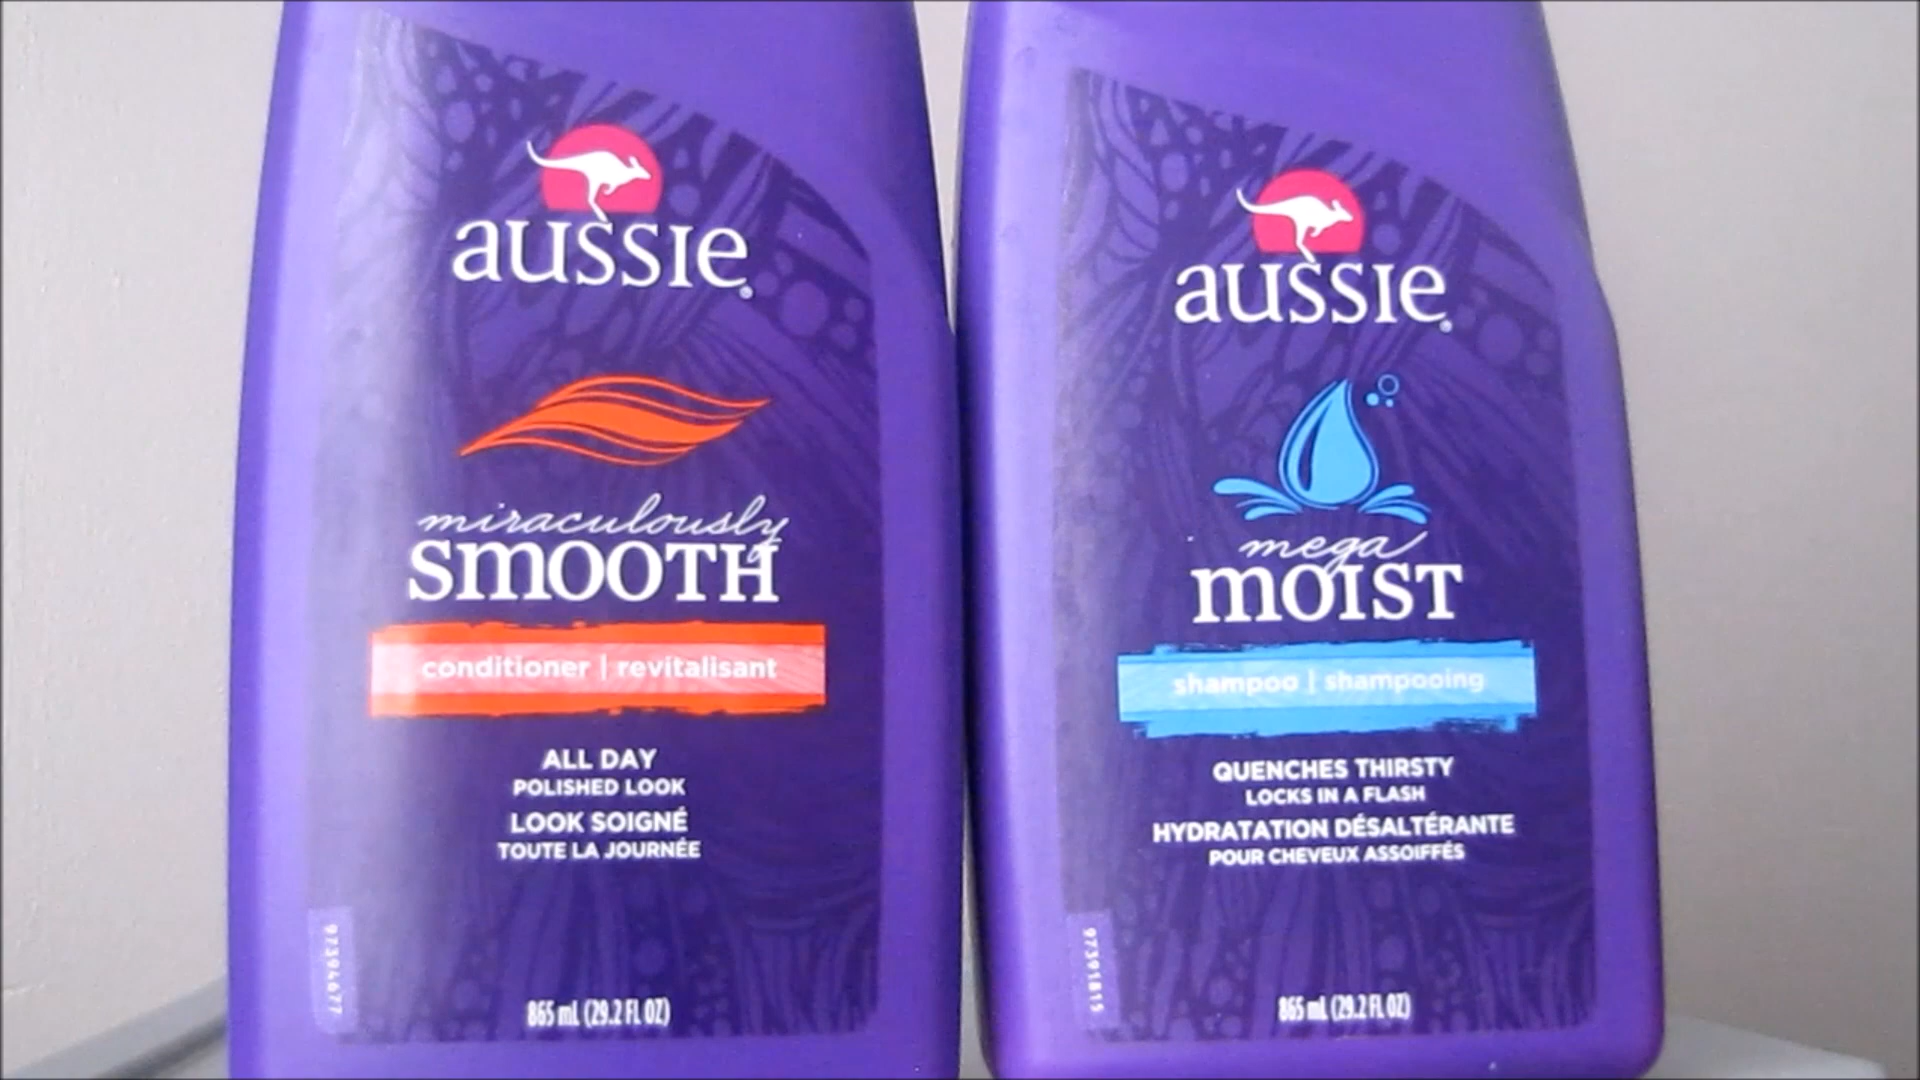 aussie®
miraculously
SMOOTH
conditioner | revitalisant
ALL DAY
POLISHED LOOK
LOOK SOIGNÉ
TOUTE LA JOURNÉE
97394677
865 mL (29.2 FL OZ)
aussie®
mega
MOIST
shampoo | shampooing
QUENCHES THIRSTY
LOCKS IN A FLASH
HYDRATATION DÉSALTÉRANTE
POUR CHEVEUX ASSOIFFÉS
97391815
865 mL (29.2 FL OZ)